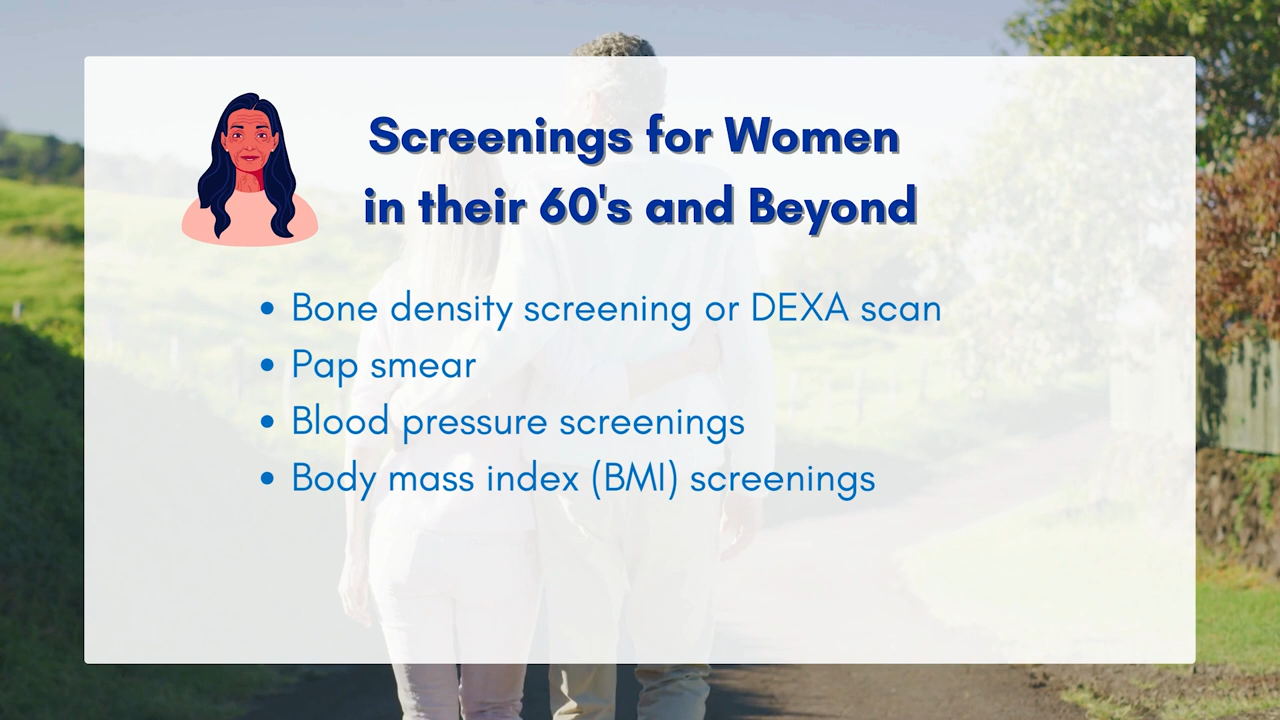 Screenings for Women
in their 60's and Beyond
• Bone density screening or DEXA scan
• Pap smear
• Blood pressure screenings
• Body mass index (BMI) screenings